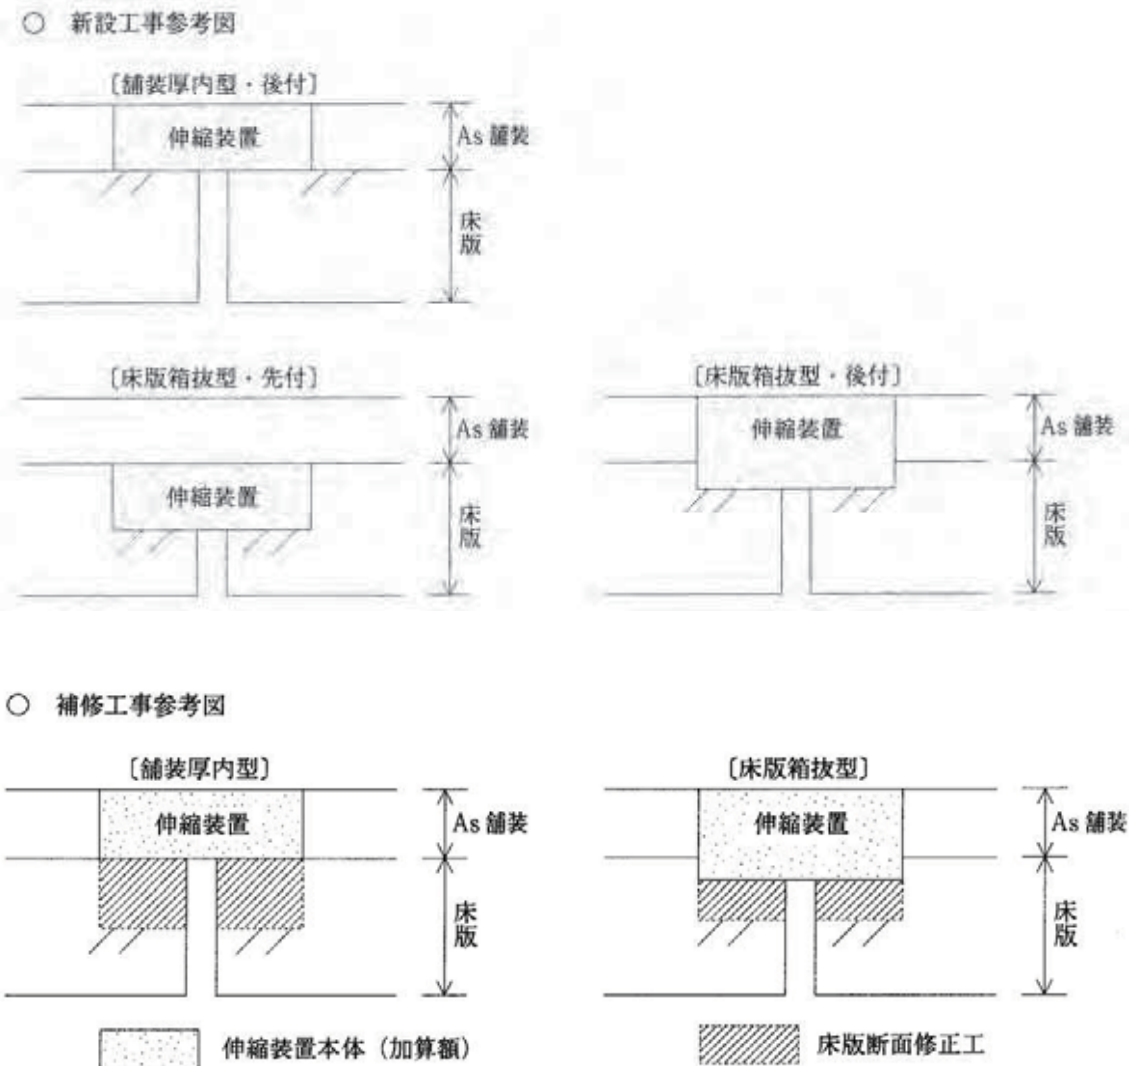 ○ 新設工事参考図
〔舗装厚内型・後付〕
伸縮装置
As 舗装
床版
〔床版箱抜型・先付〕
As 舗装
伸縮装置
床版
〔床版箱抜型・後付〕
伸縮装置
As 舗装
床版
○ 補修工事参考図
〔舗装厚内型〕
伸縮装置
As 舗装
床版
〔床版箱抜型〕
伸縮装置
As 舗装
床版
伸縮装置本体（加算額）
床版断面修正工